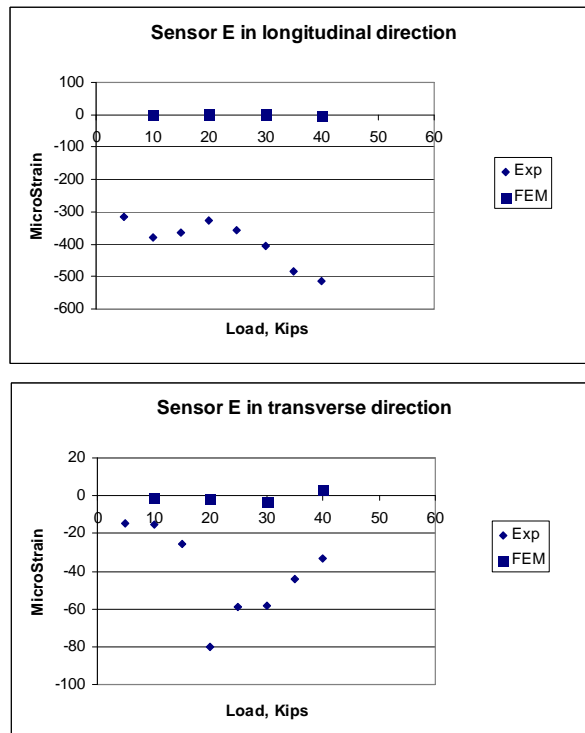 Sensor E in longitudinal direction
100
0
-100
-200
-300
-400
-500
-600
0 10 20 30 40 50 60
MicroStrain
Load, Kips
Exp
FEM
Sensor E in transverse direction
20
0
-20
-40
-60
-80
-100
0 10 20 30 40 50 60
MicroStrain
Load, Kips
Exp
FEM